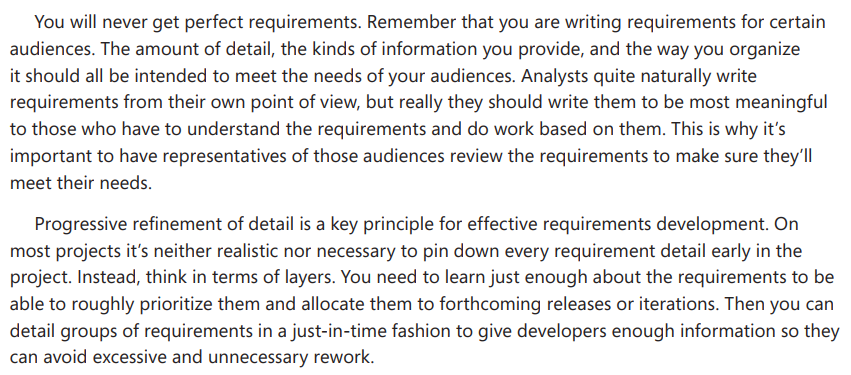 You will never get perfect requirements. Remember that you are writing requirements for certain
audiences. The amount of detail, the kinds of information you provide, and the way you organize
it should all be intended to meet the needs of your audiences. Analysts quite naturally write
requirements from their own point of view, but really they should write them to be most meaningful
to those who have to understand the requirements and do work based on them. This is why it’s
important to have representatives of those audiences review the requirements to make sure they’ll
meet their needs.
Progressive refinement of detail is a key principle for effective requirements development. On
most projects it’s neither realistic nor necessary to pin down every requirement detail early in the
project. Instead, think in terms of layers. You need to learn just enough about the requirements to be
able to roughly prioritize them and allocate them to forthcoming releases or iterations. Then you can
detail groups of requirements in a just-in-time fashion to give developers enough information so they
can avoid excessive and unnecessary rework.